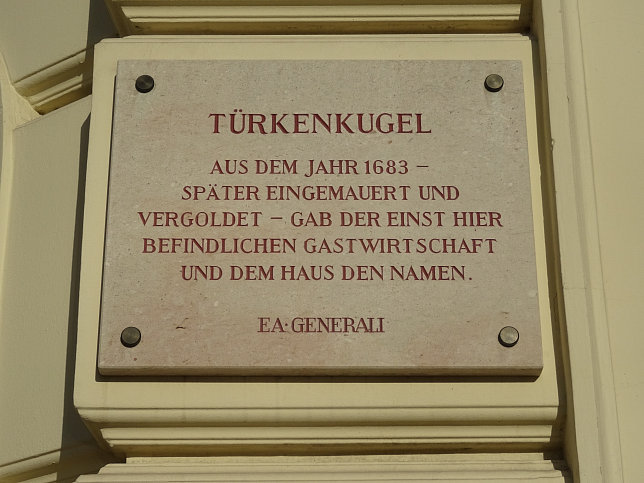 TÜRKENKUGEL
AUS DEM JAHR 1683 –
SPÄTER EINGEMAUERT UND
VERGOLDET – GAB DER EINST HIER
BEFINDLICHEN GASTWIRTSCHAFT
UND DEM HAUS DEN NAMEN.
EA·GENERALI